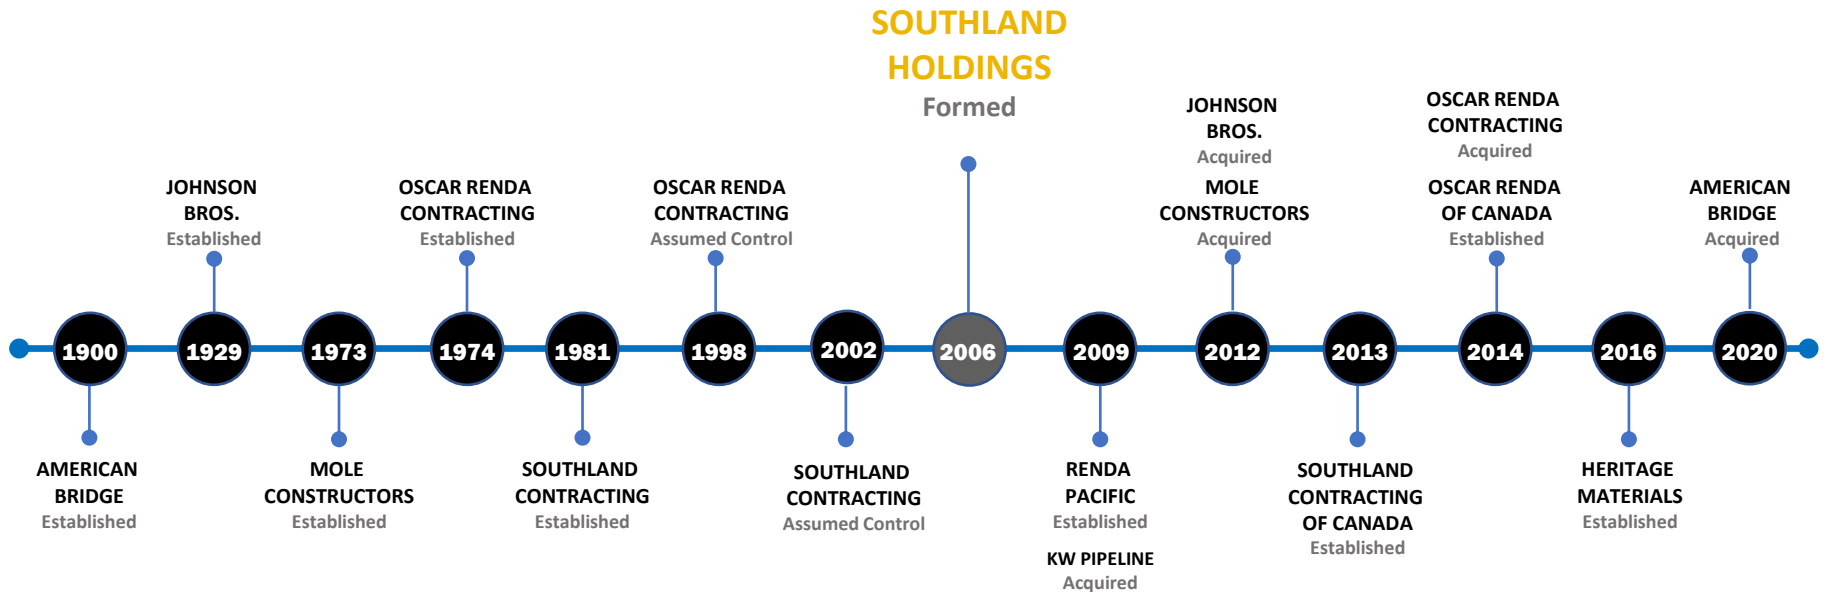 SOUTHLAND
HOLDINGS
Formed
JOHNSON
BROS.
Acquired
MOLE
CONSTRUCTORS
Acquired
OSCAR RENDA
CONTRACTING
Acquired
OSCAR RENDA
OF CANADA
Established
JOHNSON
BROS.
Established
OSCAR RENDA
CONTRACTING
Established
OSCAR RENDA
CONTRACTING
Assumed Control
AMERICAN
BRIDGE
Acquired
1900
1929
1973
1974
1981
1998
2002
2006
2009
2012
2013
2014
2016
2020
AMERICAN
BRIDGE
Established
MOLE
CONSTRUCTORS
Established
SOUTHLAND
CONTRACTING
Established
SOUTHLAND
CONTRACTING
Assumed Control
RENDA
PACIFIC
Established
KW PIPELINE
Acquired
SOUTHLAND
CONTRACTING
OF CANADA
Established
HERITAGE
MATERIALS
Established